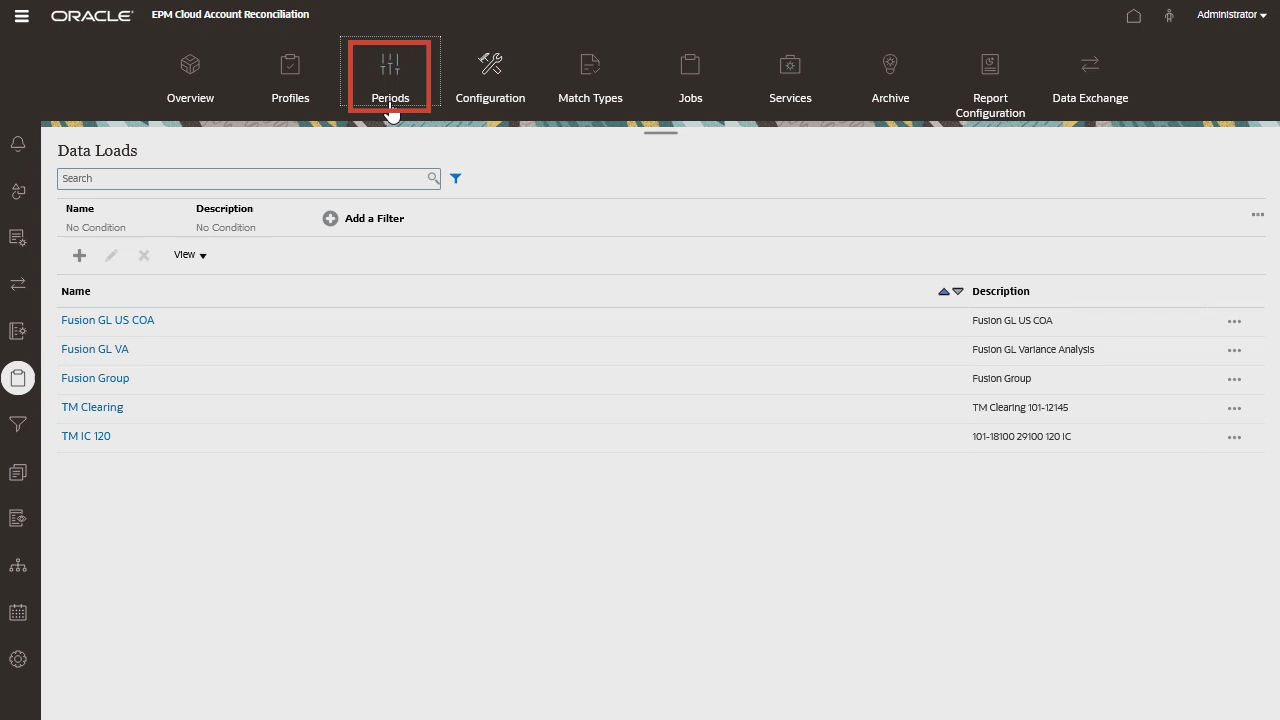 ORACLE® EPM Cloud Account Reconciliation
Administrator
Overview
Profiles
Periods
Configuration
Match Types
Jobs
Services
Archive
Report
Configuration
Data Exchange
Data Loads
Search
Name
No Condition
Description
No Condition
Add a Filter
View
Name Description
Fusion GL US COA Fusion GL US COA
Fusion GL VA Fusion GL Variance Analysis
Fusion Group Fusion Group
TM Clearing TM Clearing 101-12145
TM IC 120 101-18100 29100 120 IC